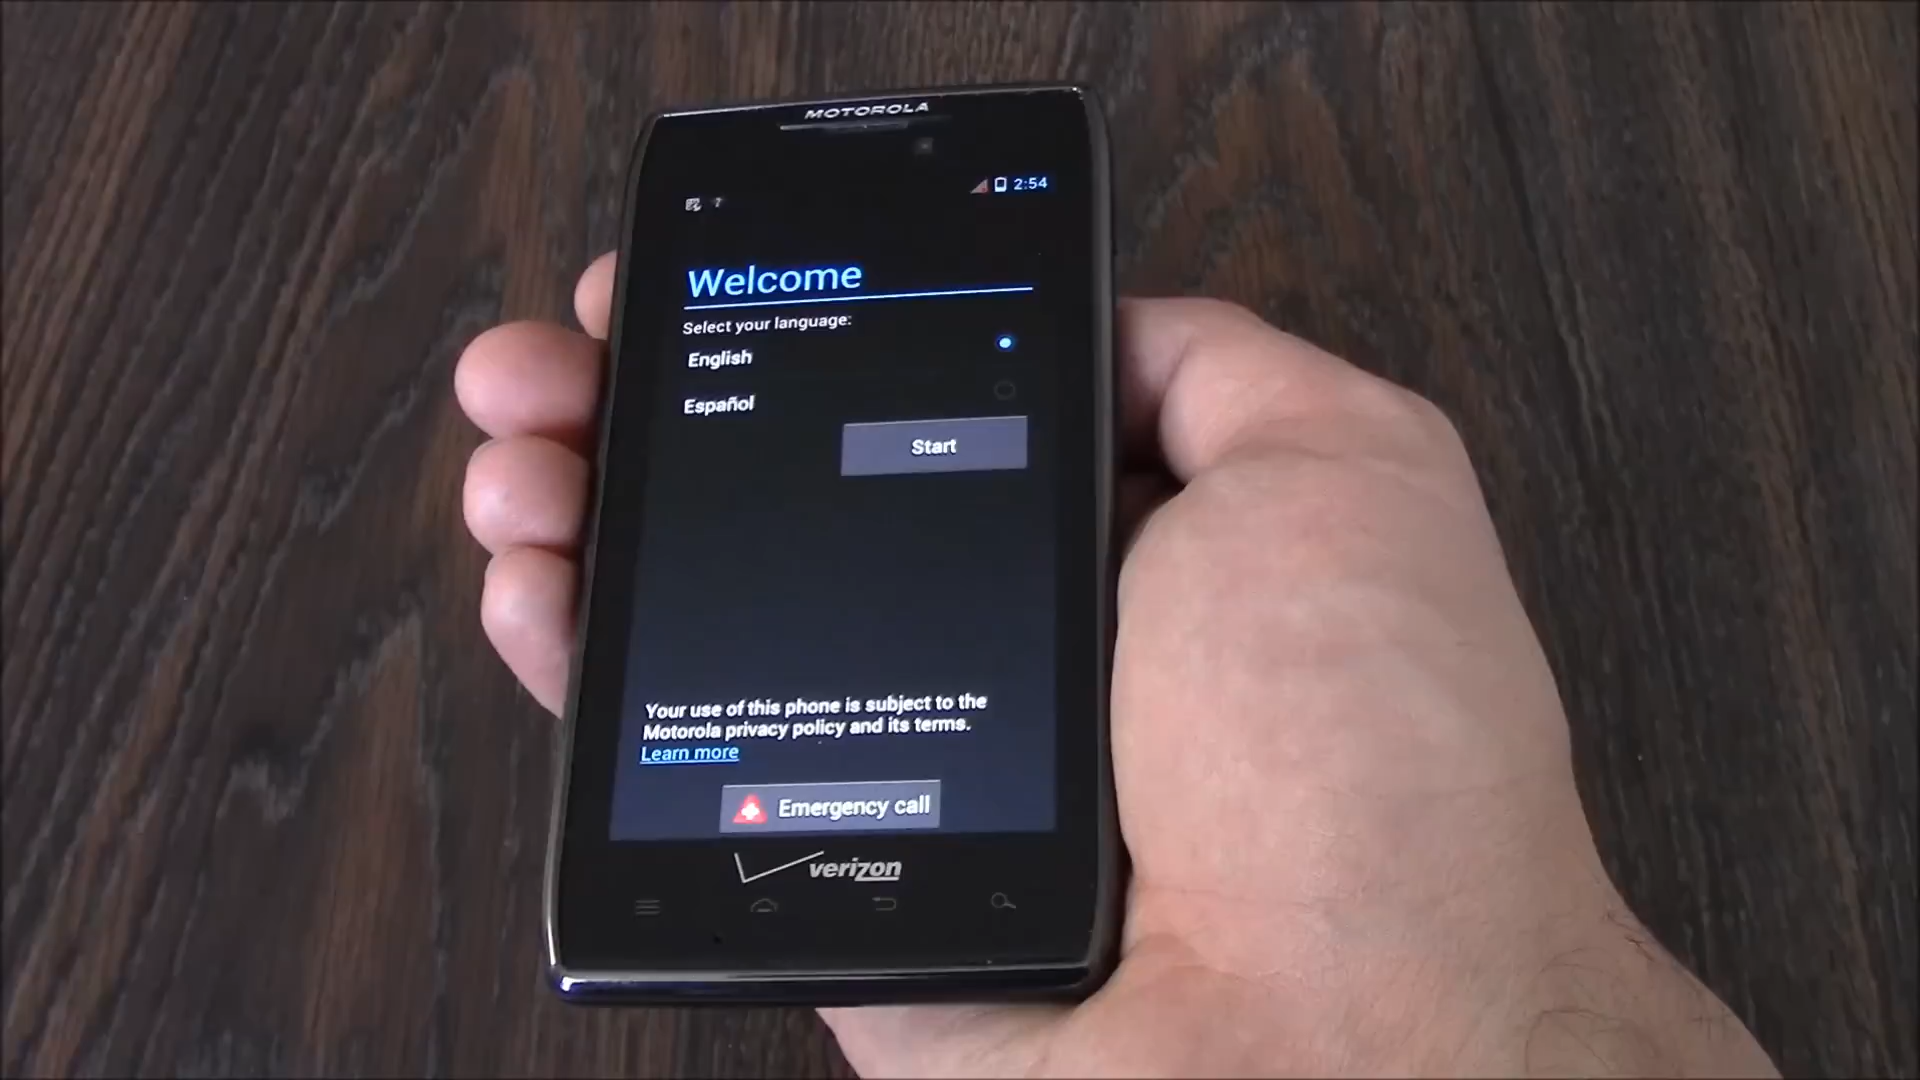 MOTOROLA
2:54
Welcome
Select your language:
English
Español
Start
Your use of this phone is subject to the
Motorola privacy policy and its terms.
Learn more
Emergency call
verizon